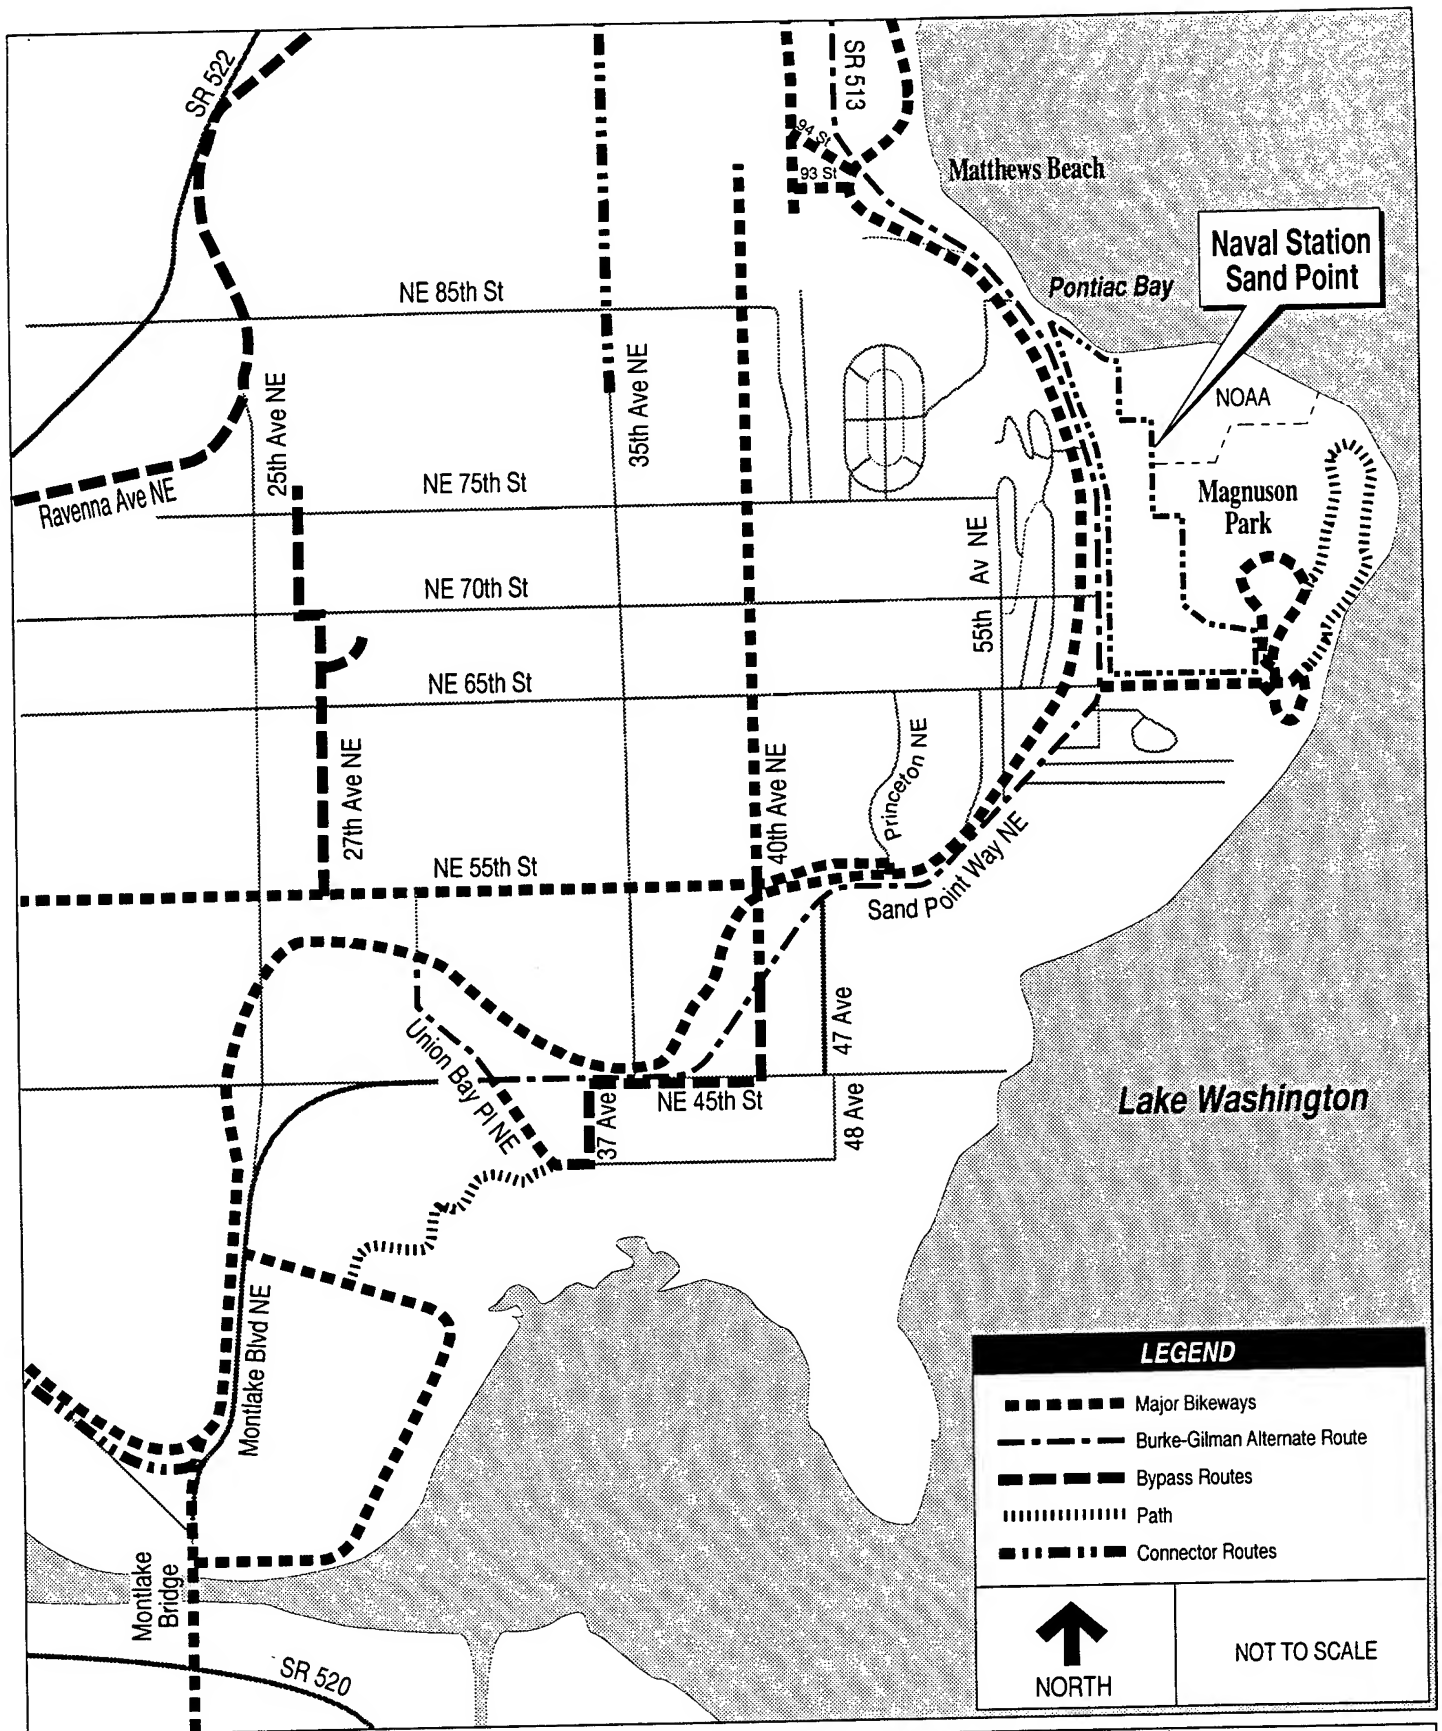 SR 522
SR 513
94 St
93 St
Matthews Beach
Naval Station
Sand Point
Pontiac Bay
NE 85th St
35th Ave NE
25th Ave NE
NOAA
Ravenna Ave NE
NE 75th St
Magnuson
Park
55th Av NE
NE 70th St
NE 65th St
27th Ave NE
40th Ave NE
Princeton NE
NE 55th St
Sand Point Way NE
47 Ave
Union Bay Pl NE
NE 45th St
37 Ave
48 Ave
Lake Washington
Montlake Blvd NE
LEGEND
Major Bikeways
Burke-Gilman Alternate Route
Bypass Routes
Path
Connector Routes
Montlake
Bridge
SR 520
NORTH
NOT TO SCALE